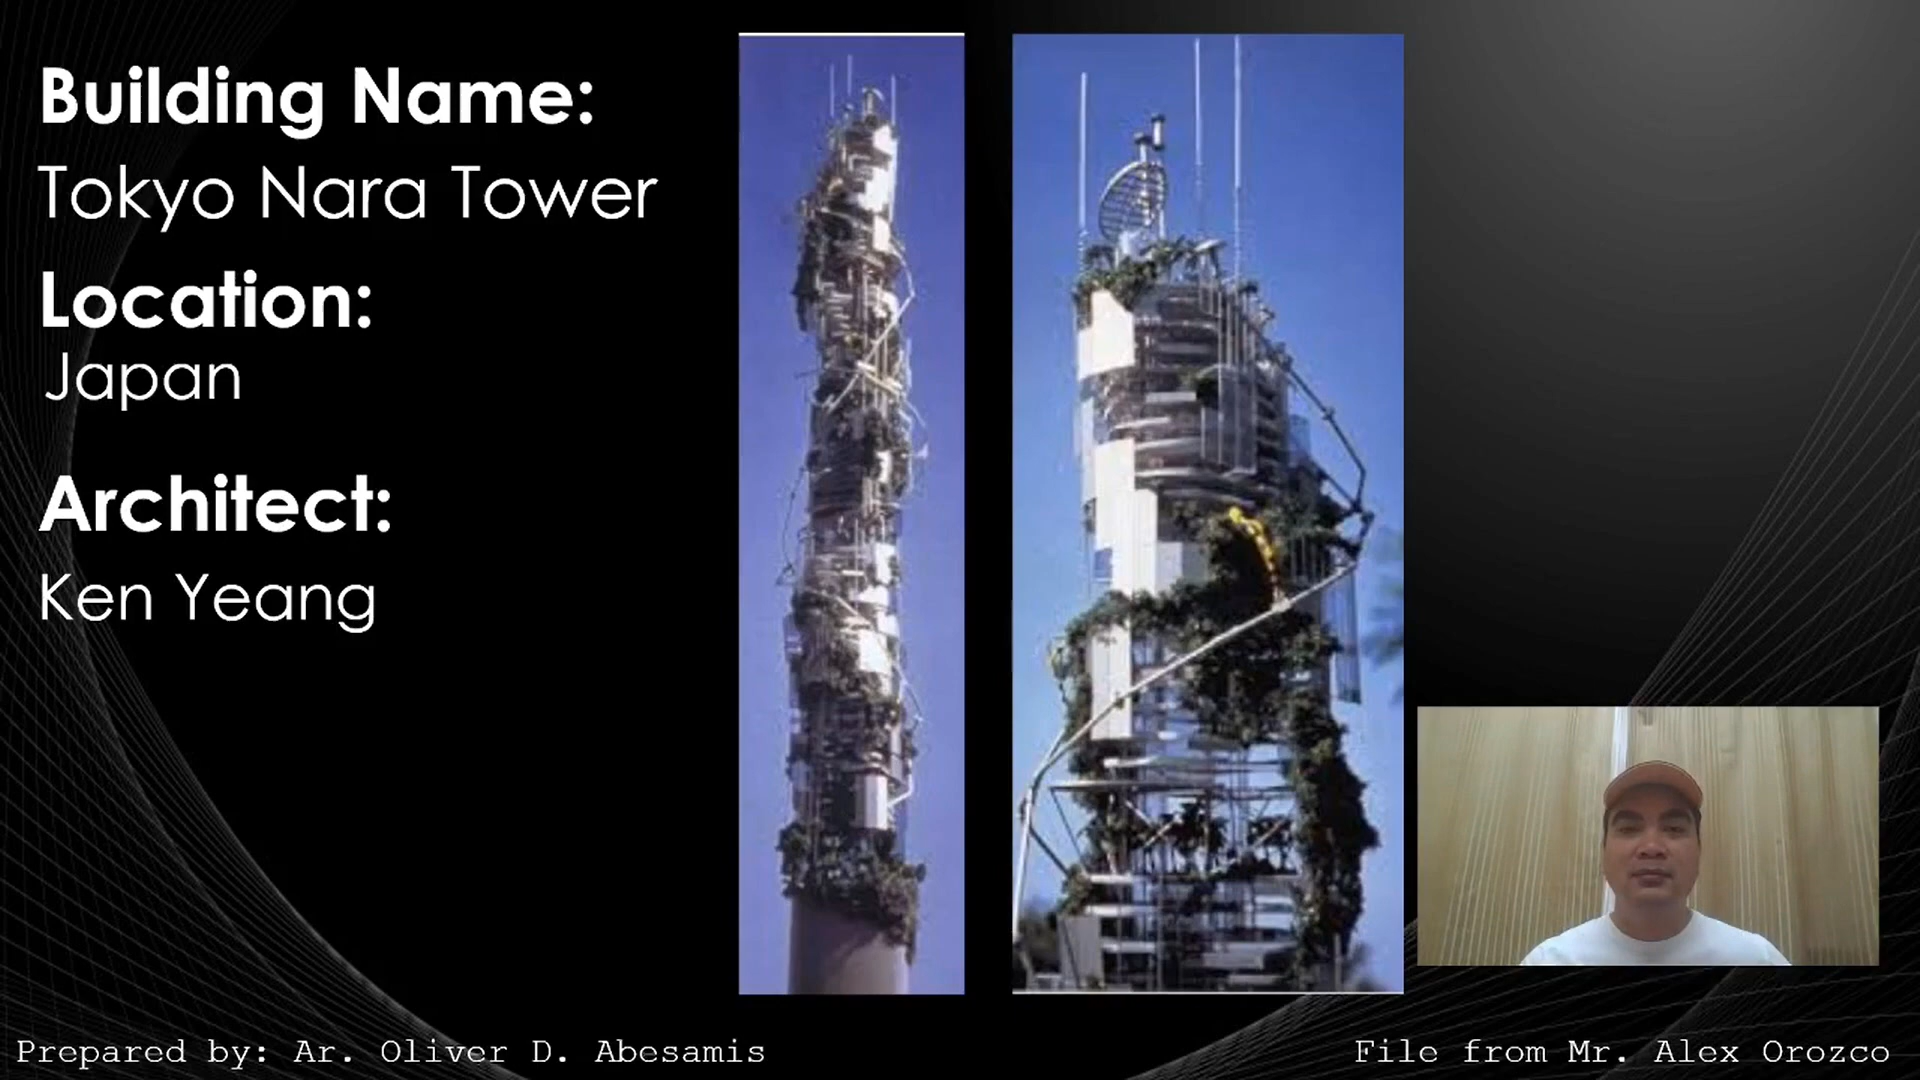 Building Name:
Tokyo Nara Tower
Location:
Japan
Architect:
Ken Yeang
Prepared by: Ar. Oliver D. Abesamis
File from Mr. Alex Orozco